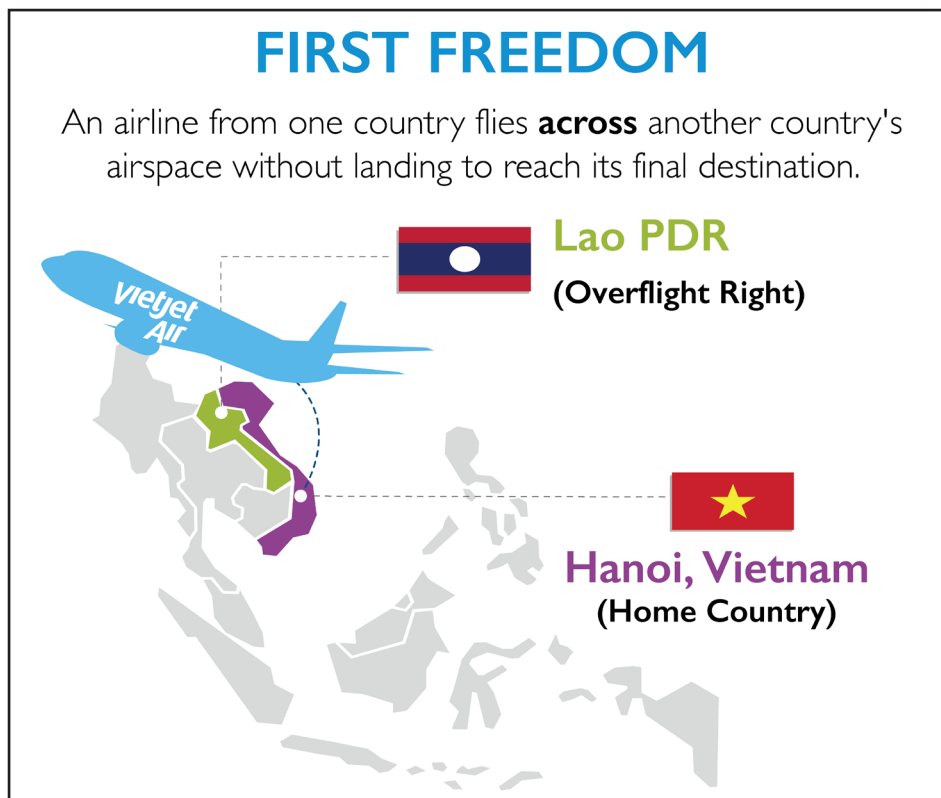 FIRST FREEDOM
An airline from one country flies across another country's
airspace without landing to reach its final destination.
Lao PDR
(Overflight Right)
vietjet
Air
Hanoi, Vietnam
(Home Country)